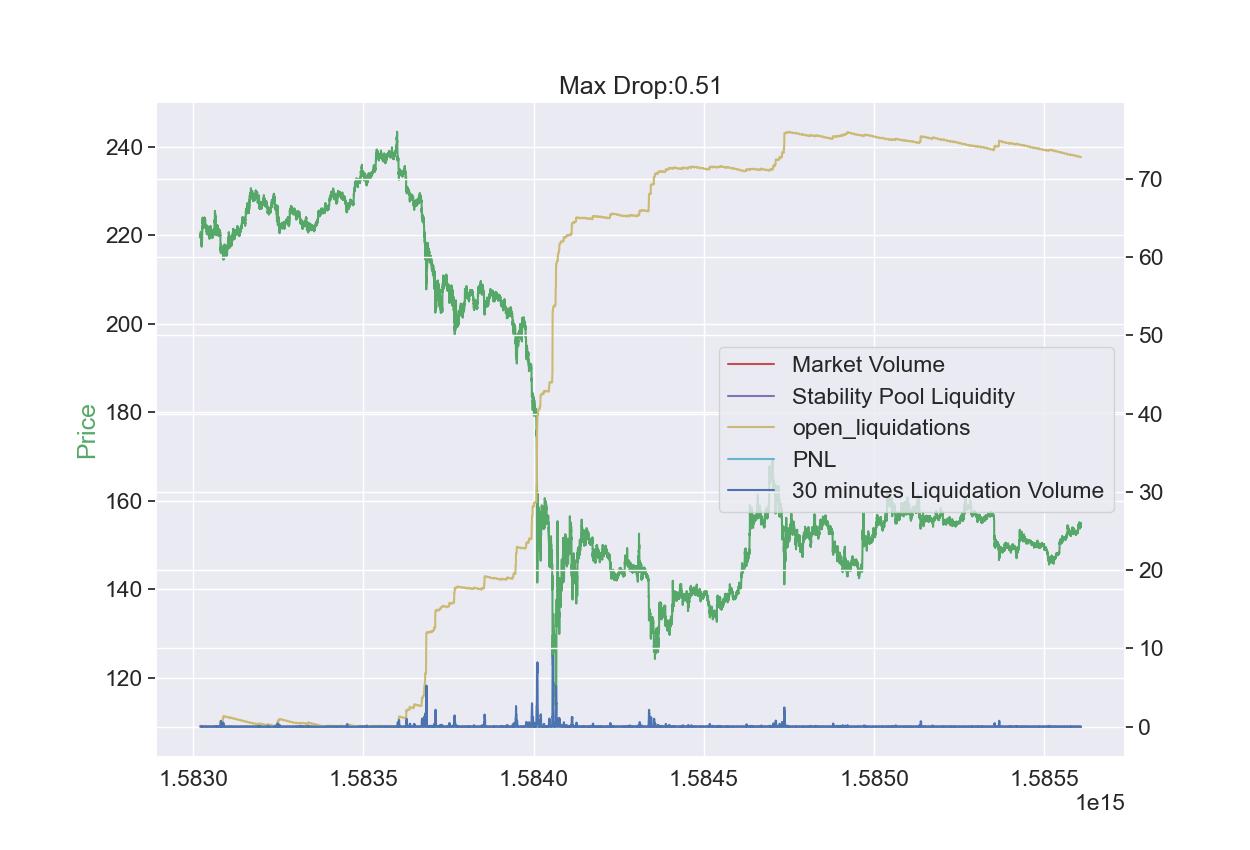 Max Drop:0.51
240
220
200
180
160
140
120
Price
70
60
50
40
30
20
10
0
Market Volume
Stability Pool Liquidity
open_liquidations
PNL
30 minutes Liquidation Volume
1.5830 1.5835 1.5840 1.5845 1.5850 1.5855
1e15